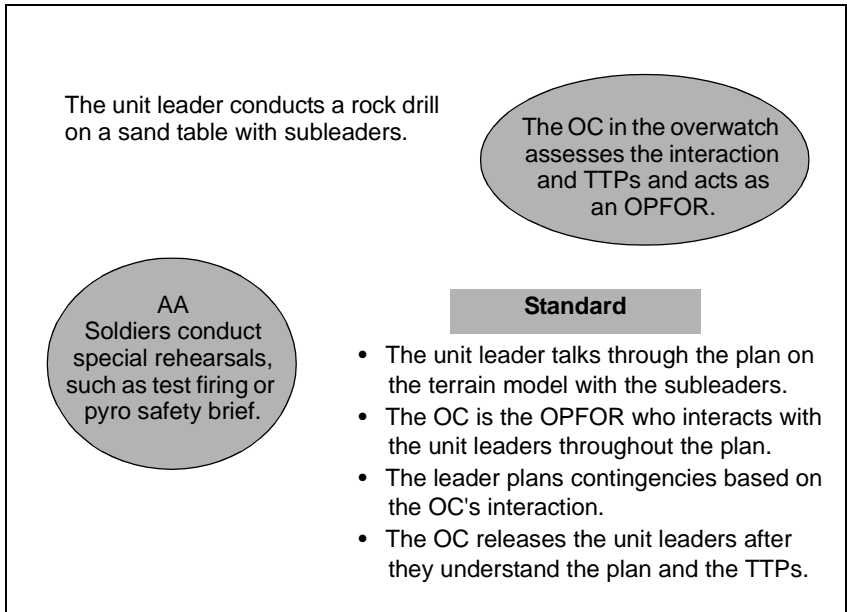 The unit leader conducts a rock drill
on a sand table with subleaders.
The OC in the overwatch
assesses the interaction
and TTPs and acts as
an OPFOR.
AA
Soldiers conduct
special rehearsals,
such as test firing or
pyro safety brief.
Standard
• The unit leader talks through the plan on
the terrain model with the subleaders.
• The OC is the OPFOR who interacts with
the unit leaders throughout the plan.
• The leader plans contingencies based on
the OC's interaction.
• The OC releases the unit leaders after
they understand the plan and the TTPs.